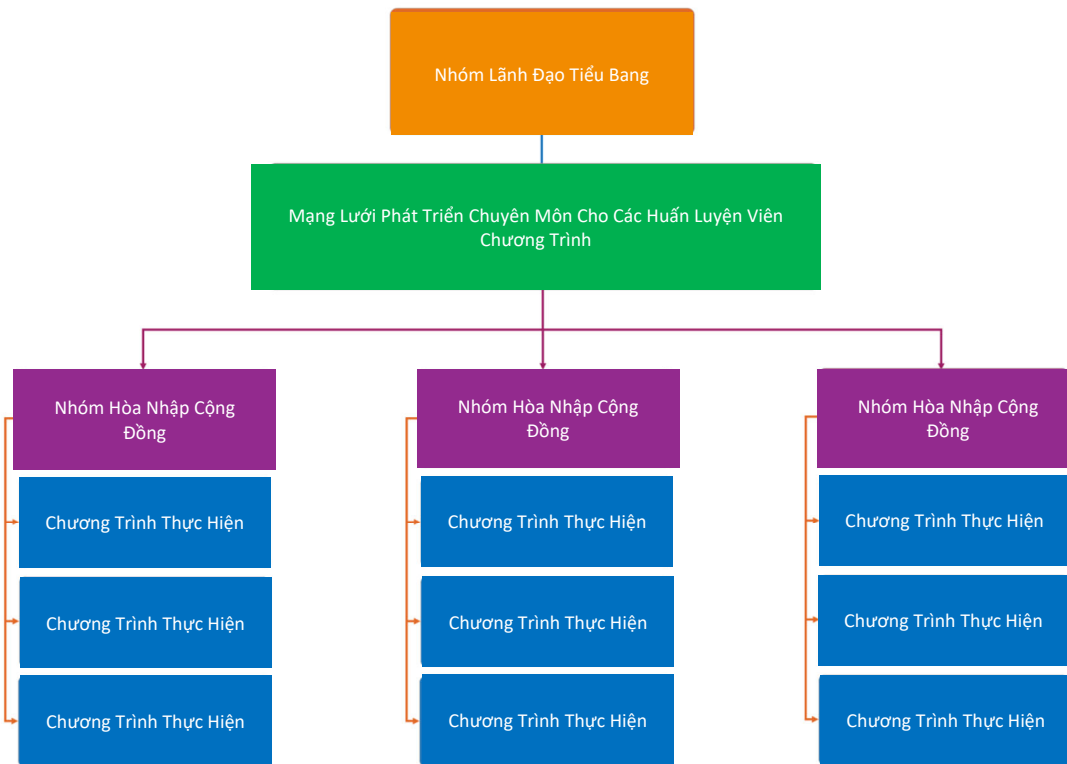 Nhóm Lãnh Đạo Tiểu Bang
Mạng Lưới Phát Triển Chuyên Môn Cho Các Huấn Luyện Viên
Chương Trình
Nhóm Hòa Nhập Cộng
Đồng
Nhóm Hòa Nhập Cộng
Đồng
Nhóm Hòa Nhập Cộng
Đồng
Chương Trình Thực Hiện
Chương Trình Thực Hiện
Chương Trình Thực Hiện
Chương Trình Thực Hiện
Chương Trình Thực Hiện
Chương Trình Thực Hiện
Chương Trình Thực Hiện
Chương Trình Thực Hiện
Chương Trình Thực Hiện